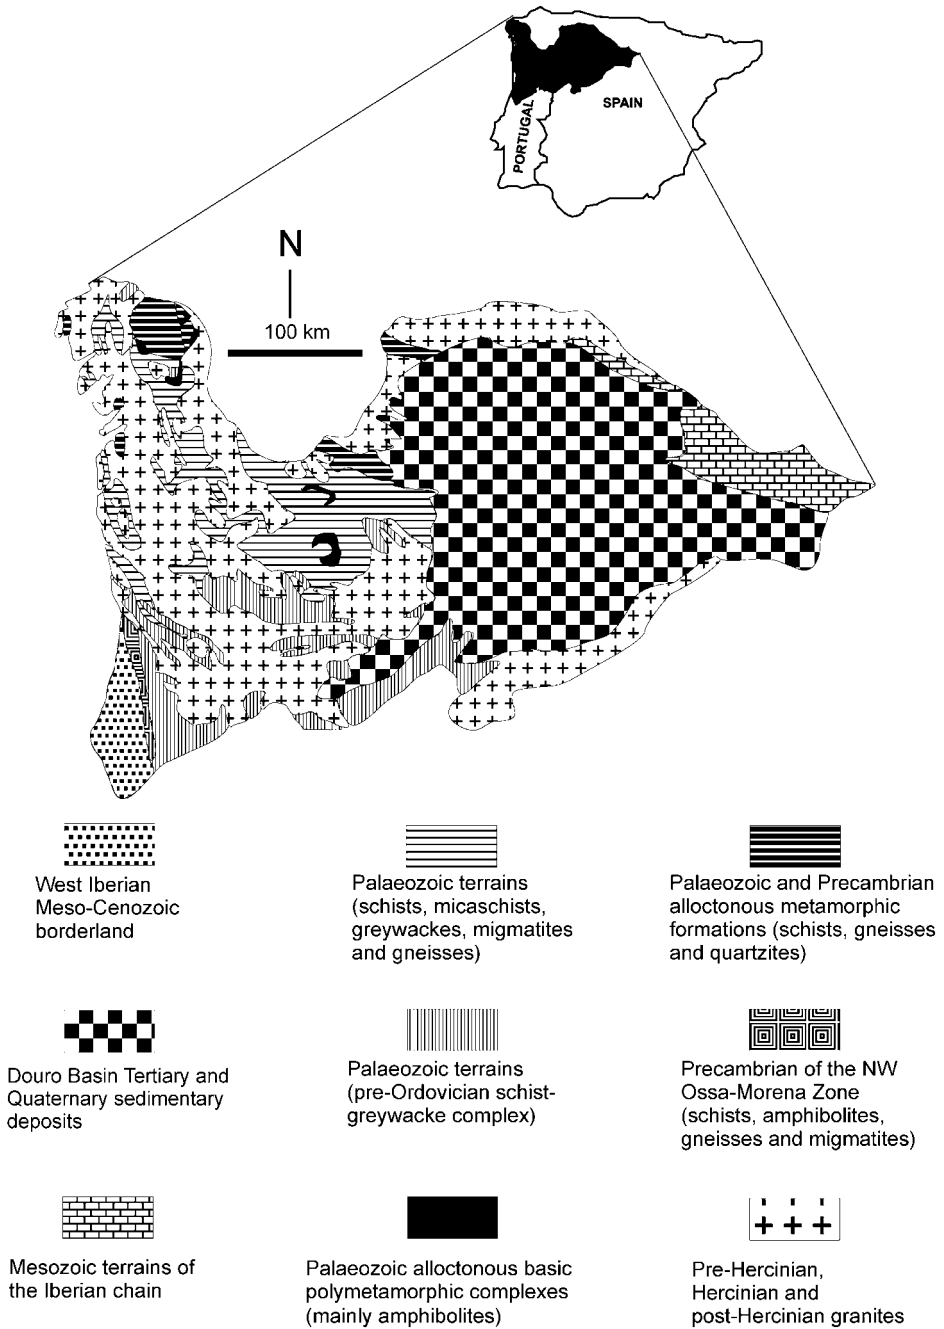 SPAIN
PORTUGAL
N
100 km
West Iberian
Meso-Cenozoic
borderland
Palaeozoic terrains
(schists, micaschists,
greywackes, migmatites
and gneisses)
Palaeozoic and Precambrian
alloctonous metamorphic
formations (schists, gneisses
and quartzites)
Douro Basin Tertiary and
Quaternary sedimentary
deposits
Palaeozoic terrains
(pre-Ordovician schist-
greywacke complex)
Precambrian of the NW
Ossa-Morena Zone
(schists, amphibolites,
gneisses and migmatites)
Mesozoic terrains of
the Iberian chain
Palaeozoic alloctonous basic
polymetamorphic complexes
(mainly amphibolites)
Pre-Hercinian,
Hercinian and
post-Hercinian granites